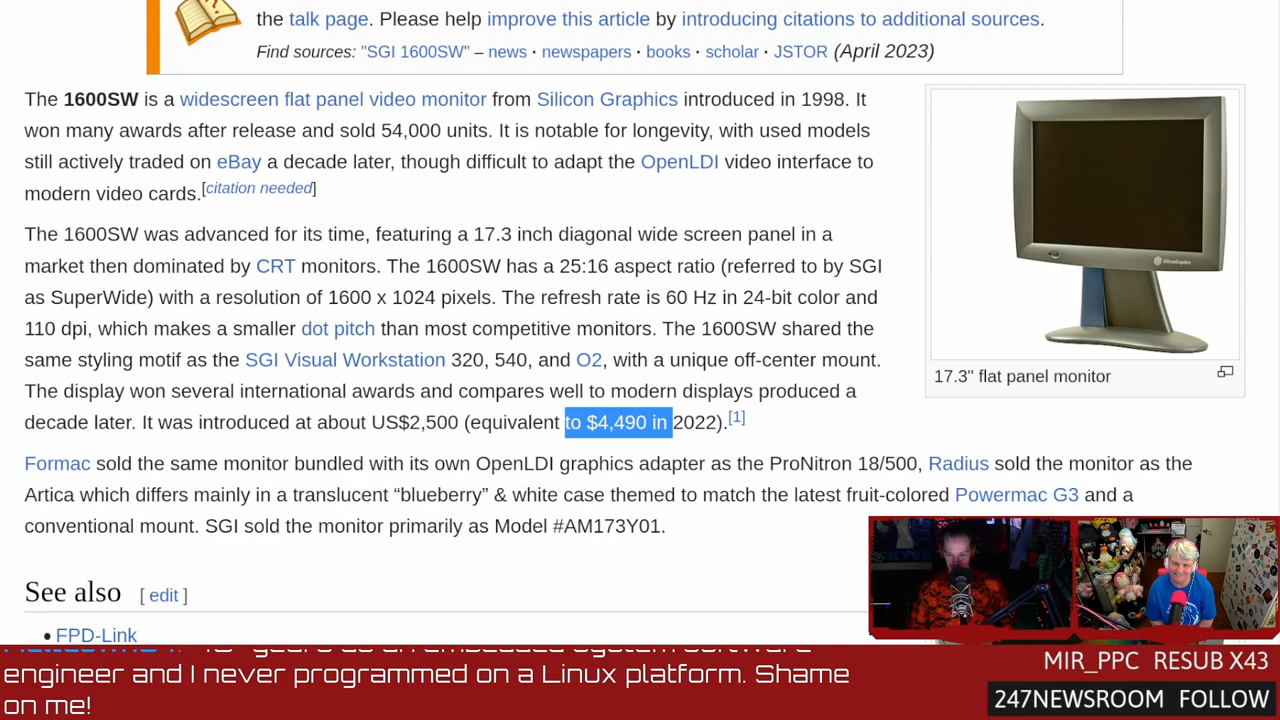 the talk page. Please help improve this article by introducing citations to additional sources.
Find sources: "SGI 1600SW" – news · newspapers · books · scholar · JSTOR (April 2023)
The 1600SW is a widescreen flat panel video monitor from Silicon Graphics introduced in 1998. It
won many awards after release and sold 54,000 units. It is notable for longevity, with used models
still actively traded on eBay a decade later, though difficult to adapt the OpenLDI video interface to
modern video cards.[citation needed]
The 1600SW was advanced for its time, featuring a 17.3 inch diagonal wide screen panel in a
market then dominated by CRT monitors. The 1600SW has a 25:16 aspect ratio (referred to by SGI
as SuperWide) with a resolution of 1600 x 1024 pixels. The refresh rate is 60 Hz in 24-bit color and
110 dpi, which makes a smaller dot pitch than most competitive monitors. The 1600SW shared the
same styling motif as the SGI Visual Workstation 320, 540, and O2, with a unique off-center mount.
The display won several international awards and compares well to modern displays produced a
decade later. It was introduced at about US$2,500 (equivalent to $4,490 in 2022).[1]
17.3" flat panel monitor
Formac sold the same monitor bundled with its own OpenLDI graphics adapter as the ProNitron 18/500, Radius sold the monitor as the
Artica which differs mainly in a translucent “blueberry” & white case themed to match the latest fruit-colored Powermac G3 and a
conventional mount. SGI sold the monitor primarily as Model #AM173Y01.
See also [ edit ]
• FPD-Link
engineer and I never programmed on a Linux platform. Shame
on me!
MIR_PPC RESUB X43
247NEWSROOM FOLLOW